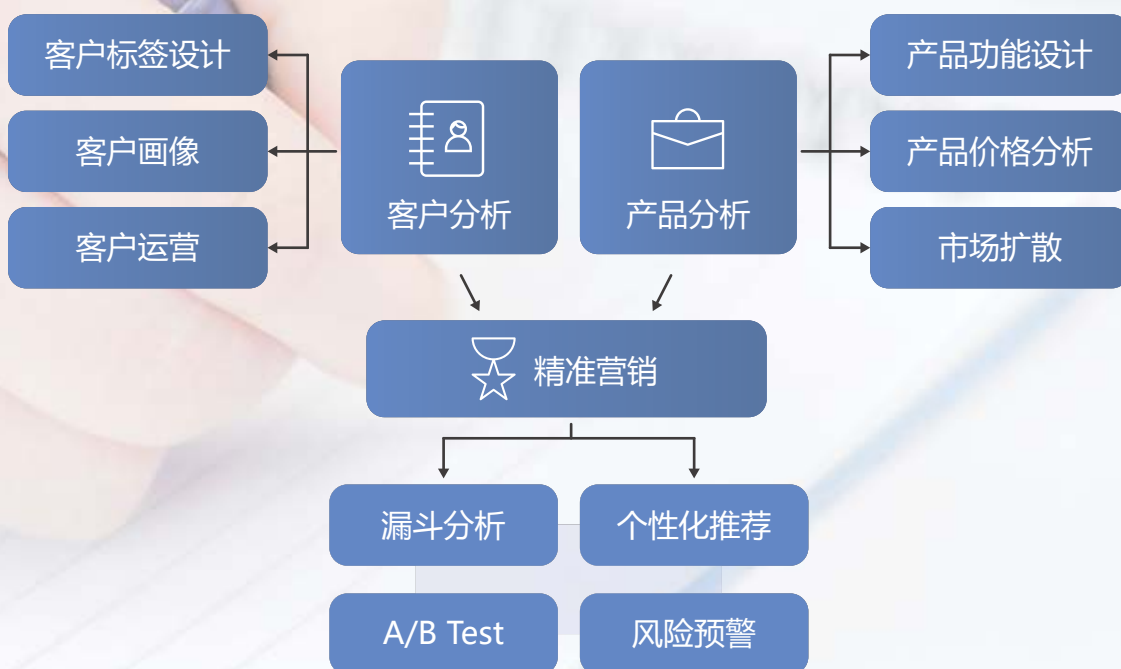 客户标签设计
客户画像
客户运营
客户分析
产品分析
产品功能设计
产品价格分析
市场扩散
精准营销
漏斗分析
个性化推荐
A/B Test
风险预警